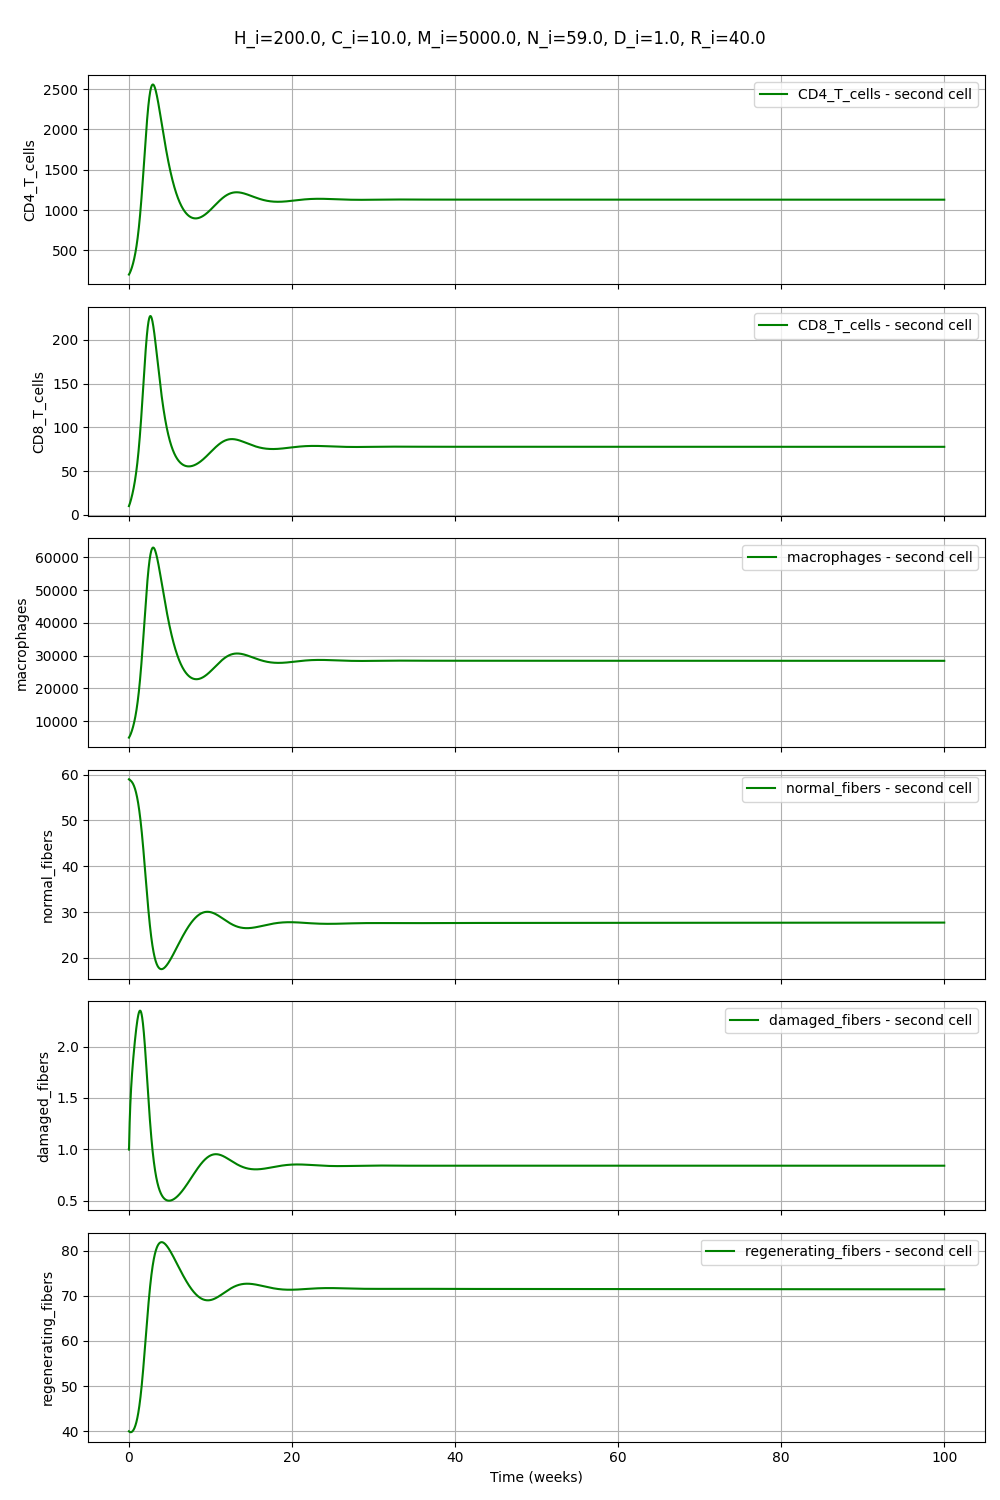 H_i=200.0, C_i=10.0, M_i=5000.0, N_i=59.0, D_i=1.0, R_i=40.0
CD4_T_cells
2500
2000
1500
1000
500
CD4_T_cells - second cell
CD8_T_cells
200
150
100
50
0
CD8_T_cells - second cell
macrophages
60000
50000
40000
30000
20000
10000
macrophages - second cell
normal_fibers
60
50
40
30
20
normal_fibers - second cell
damaged_fibers
2.0
1.5
1.0
0.5
damaged_fibers - second cell
regenerating_fibers
80
70
60
50
40
regenerating_fibers - second cell
0 20 40 60 80 100
Time (weeks)